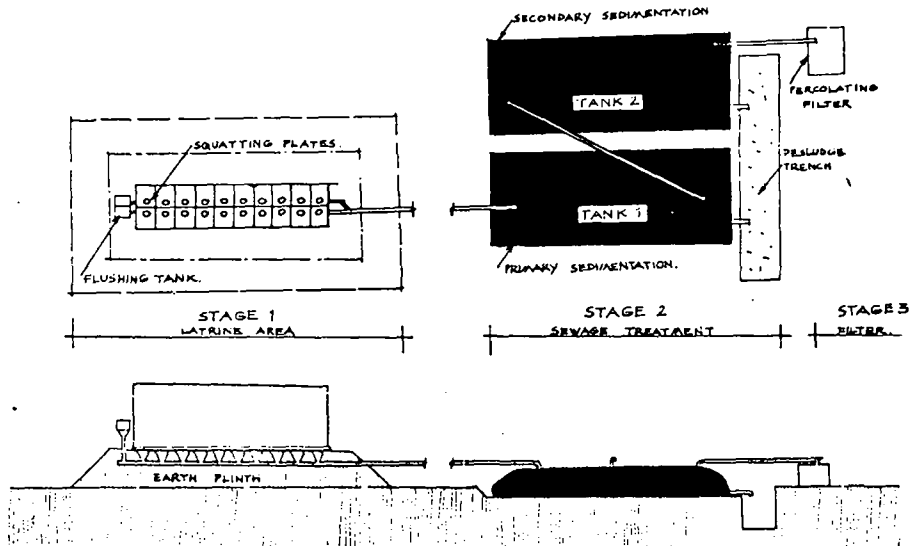 SECONDARY SEDIMENTATION
TANK 2
PERCOLATING
FILTER
SQUATTING PLATES.
DESLUDGE
TRENCH
TANK 1
FLUSHING TANK.
PRIMARY SEDIMENTATION.
STAGE 1
LATRINE AREA
STAGE 2
SEWAGE TREATMENT
STAGE 3
FILTER.
EARTH PLINTH